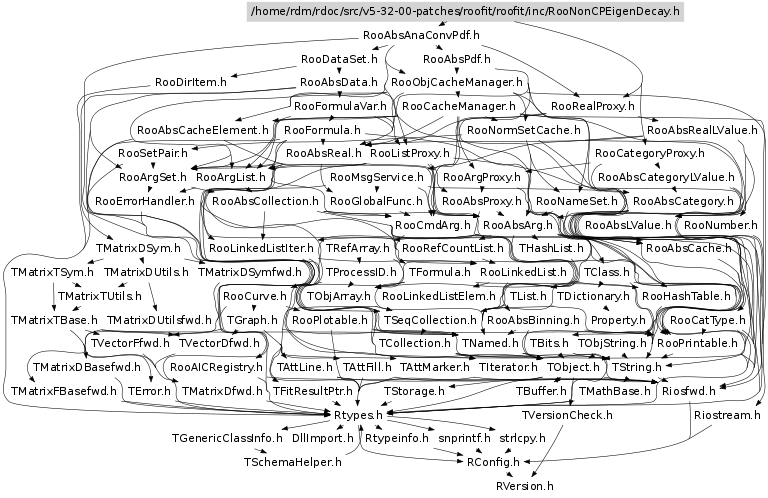 /home/rdm/rdoc/src/v5-32-00-patches/roofit/roofit/inc/RooNonCPEigenDecay.h
RooAbsAnaConvPdf.h
RooDataSet.h RooAbsPdf.h
RooDirItem.h RooAbsData.h RooObjCacheManager.h
RooFormulaVar.h RooCacheManager.h RooRealProxy.h
RooAbsCacheElement.h RooFormula.h RooNormSetCache.h RooAbsRealLValue.h
RooSetPair.h RooAbsReal.h RooListProxy.h RooCategoryProxy.h
RooArgSet.h RooArgList.h RooMsgService.h RooArgProxy.h RooAbsCategoryLValue.h
RooErrorHandler.h RooAbsCollection.h RooGlobalFunc.h RooAbsProxy.h RooNameSet.h RooAbsCategory.h
RooCmdArg.h RooAbsArg.h RooAbsLValue.h RooNumber.h
TMatrixDSym.h RooLinkedListIter.h TRefArray.h RooRefCountList.h THashList.h RooAbsCache.h
TMatrixTSym.h TMatrixDUtils.h TMatrixDSymfwd.h TProcessID.h TFormula.h RooLinkedList.h TClass.h
TMatrixTUtils.h RooCurve.h TObjArray.h RooLinkedListElem.h TList.h TDictionary.h RooHashTable.h
TMatrixTBase.h TMatrixDUtilsfwd.h TGraph.h RooPlotable.h TSeqCollection.h RooAbsBinning.h Property.h RooCatType.h
TVectorFfwd.h TVectorDfwd.h TCollection.h TNamed.h TBits.h TObjString.h RooPrintable.h
TMatrixDBasefwd.h RooAICRegistry.h TAttLine.h TAttFill.h TAttMarker.h TIterator.h TObject.h TString.h
TMatrixFBasefwd.h TError.h TMatrixDfwd.h TFitResultPtr.h TStorage.h TBuffer.h TMathBase.h Riosfwd.h
Rtypes.h TVersionCheck.h Riostream.h
TGenericClassInfo.h DllImport.h Rtypeinfo.h snprintf.h strlcpy.h
TSchemaHelper.h RConfig.h
RVersion.h